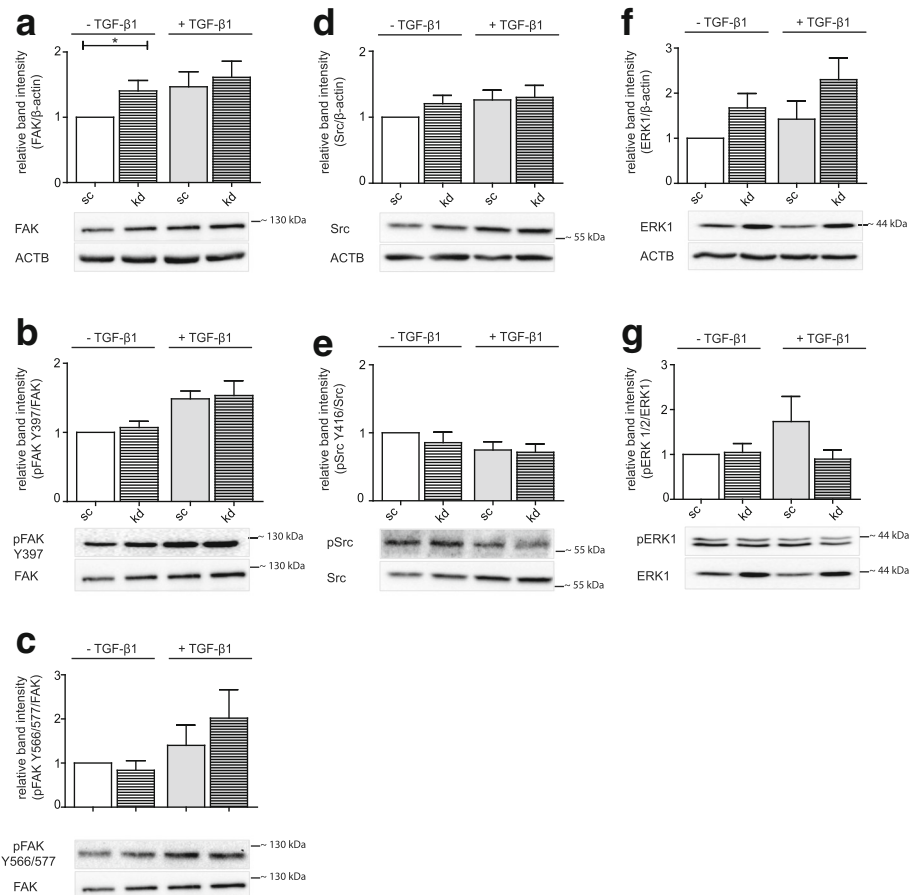 a
- TGF-β1 + TGF-β1
*
relative band intensity
(FAK/β-actin)
2
1
0
sc kd sc kd
FAK ~ 130 kDa
ACTB
b
- TGF-β1 + TGF-β1
relative band intensity
(pFAK Y397/FAK)
2
1
0
sc kd sc kd
pFAK
Y397
~ 130 kDa
FAK
~ 130 kDa
c
- TGF-β1 + TGF-β1
relative band intensity
(pFAK Y566/577/FAK)
3
2
1
0
pFAK
Y566/577
~ 130 kDa
FAK
~ 130 kDa
d
- TGF-β1 + TGF-β1
relative band intensity
(Src/β-actin)
2
1
0
sc kd sc kd
Src ~ 55 kDa
ACTB
e
- TGF-β1 + TGF-β1
relative band intensity
(pSrc Y416/Src)
2
1
0
sc kd sc kd
pSrc ~ 55 kDa
Src ~ 55 kDa
f
- TGF-β1 + TGF-β1
relative band intensity
(ERK1/β-actin)
3
2
1
0
sc kd sc kd
ERK1 ~ 44 kDa
ACTB
g
- TGF-β1 + TGF-β1
relative band intensity
(pERK 1/2/ERK1)
3
2
1
0
sc kd sc kd
pERK1 ~ 44 kDa
ERK1 ~ 44 kDa